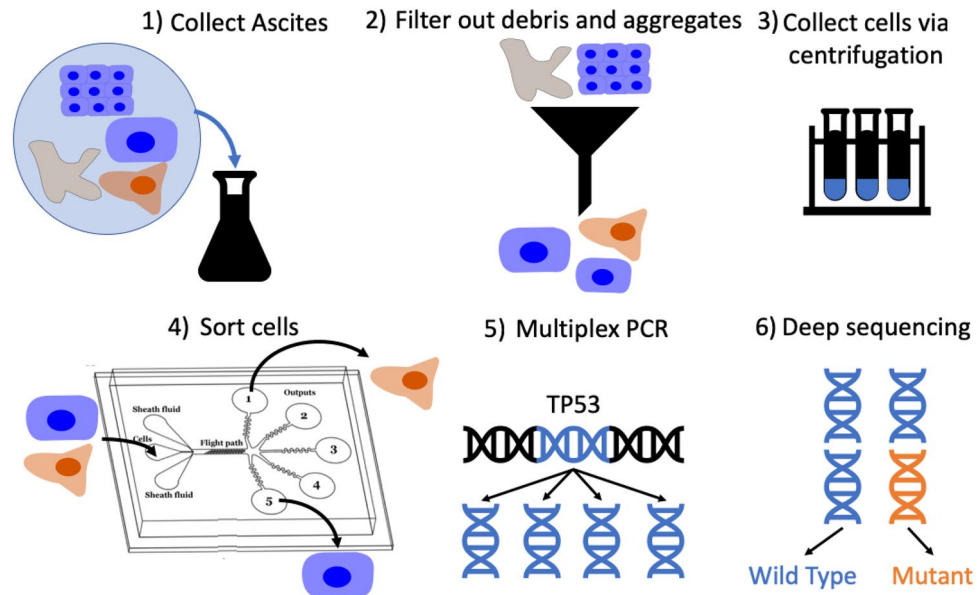 1) Collect Ascites
2) Filter out debris and aggregates
3) Collect cells via
centrifugation
4) Sort cells
Sheath fluid
Cells
Sheath fluid
Flight path
Outputs
1
2
3
4
5
5) Multiplex PCR
TP53
6) Deep sequencing
Wild Type
Mutant